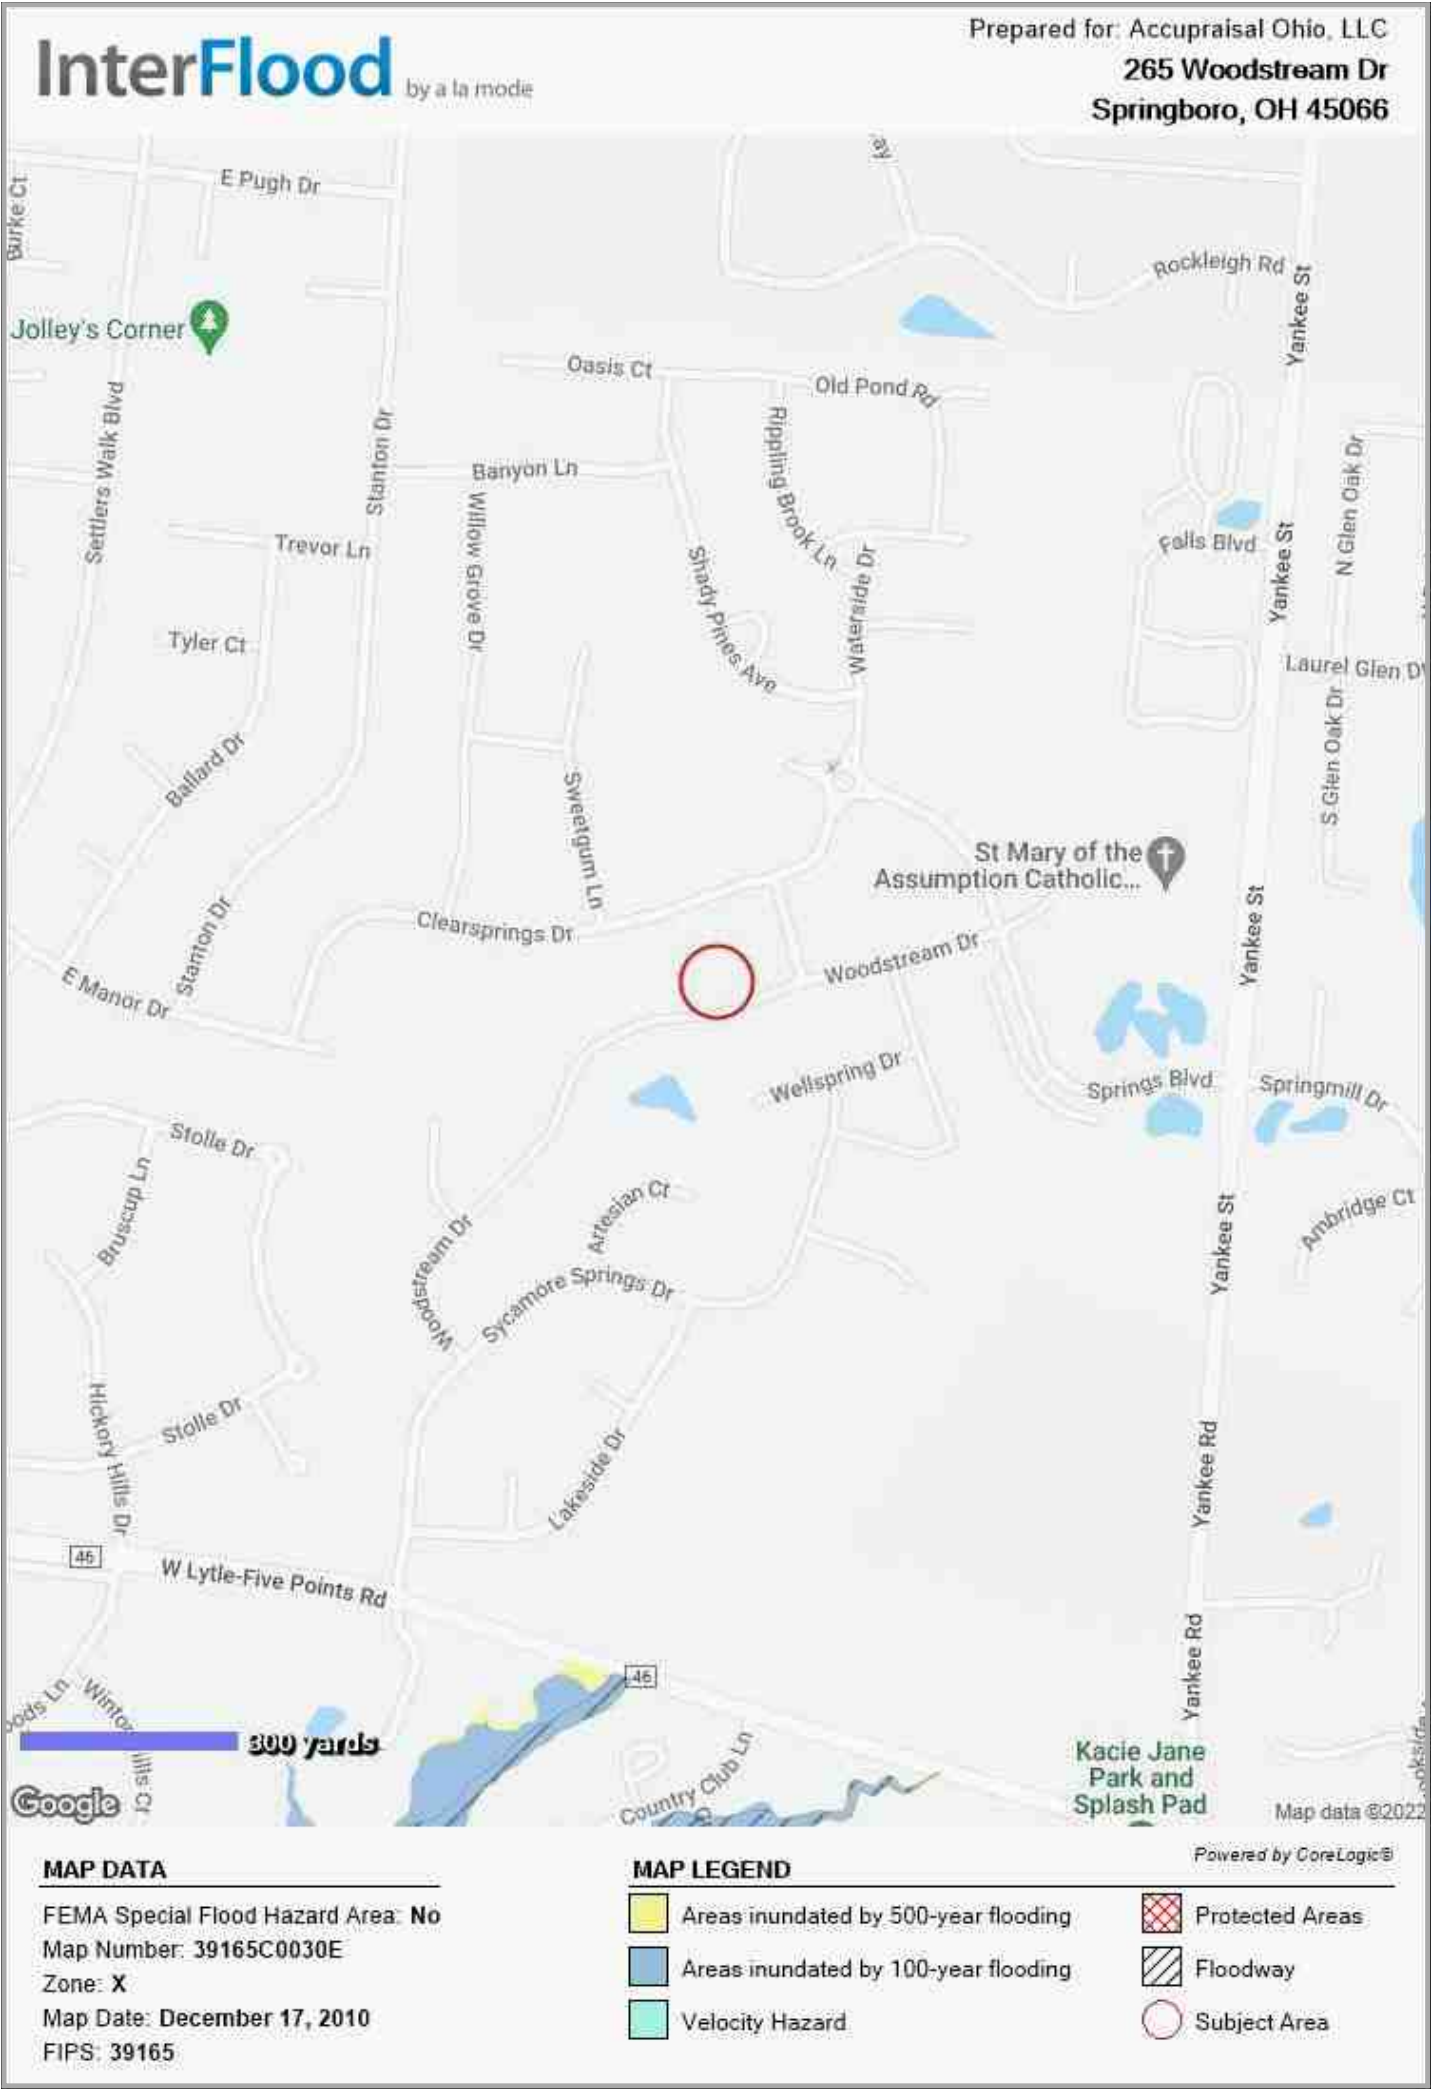 InterFlood by a la mode
Prepared for: Accupraisal Ohio, LLC
265 Woodstream Dr
Springboro, OH 45066
E Pugh Dr
Burke Ct
Rockleigh Rd
Yankee St
Jolley's Corner
Oasis Ct
Old Pond Rd
Settlers Walk Blvd
Stanton Dr
Banyon Ln
Rippling Brook Ln
N Glen Oak Dr
Willow Grove Dr
Trevor Ln
Shady Pines Ave
Waterside Dr
Falls Blvd
Yankee St
Tyler Ct
Laurel Glen D
S Glen Oak Dr
Ballard Dr
Sweetgum Ln
St Mary of the
Assumption Catholic...
Stanton Dr
Clearsprings Dr
Yankee St
Woodstream Dr
E Manor Dr
Wellspring Dr
Springs Blvd
Springmill Dr
Stolle Dr
Bruscup Ln
Artesian Ct
Ambridge Ct
Yankee St
Woodstream Dr
Sycamore Springs Dr
Hickory Hills Dr
Stolle Dr
Lakeside Dr
Yankee Rd
46
W Lytle-Five Points Rd
46
Yankee Rd
oods Ln
300 yards
Country Club Ln
Kacie Jane
Park and
Splash Pad
Google
Map data ©2022
Powered by CoreLogic®
MAP DATA
FEMA Special Flood Hazard Area: No
Map Number: 39165C0030E
Zone: X
Map Date: December 17, 2010
FIPS: 39165
MAP LEGEND
Areas inundated by 500-year flooding
Areas inundated by 100-year flooding
Velocity Hazard
Protected Areas
Floodway
Subject Area